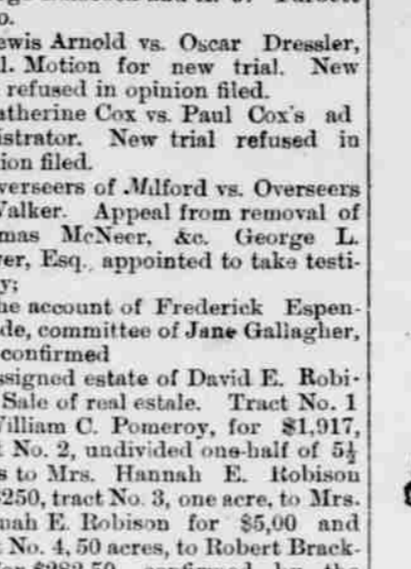 o.
ewis Arnold vs. Oscar Dressler,
l. Motion for new trial. New
refused in opinion filed.
atherine Cox vs. Paul Cox's ad
istrator. New trial refused in
ion filed.
verseers of Milford vs. Overseers
Valker. Appeal from removal of
mas McNeer, &c. George L.
er, Esq., appointed to take testi-
y;
he account of Frederick Espen-
de, committee of Jane Gallagher,
confirmed
ssigned estate of David E. Robi-
Sale of real estale. Tract No. 1
illiam C. Pomeroy, for $1,917,
No. 2, undivided one-half of 5½
s to Mrs. Hannah E. Robison
250, tract No. 3, one acre, to Mrs.
nah E. Robison for $5,00 and
No. 4, 50 acres, to Robert Brack-
confirmed by the